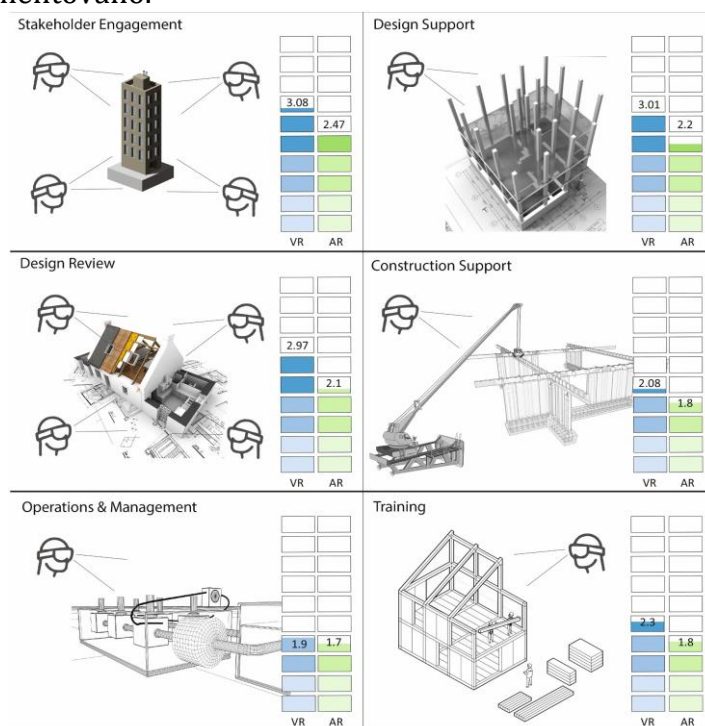 Stakeholder Engagement
3.08
2.47
VR AR
Design Support
3.01
2.2
VR AR
Design Review
2.97
2.1
VR AR
Construction Support
2.08
1.8
VR AR
Operations & Management
1.9 1.7
VR AR
Training
2.3
1.8
VR AR